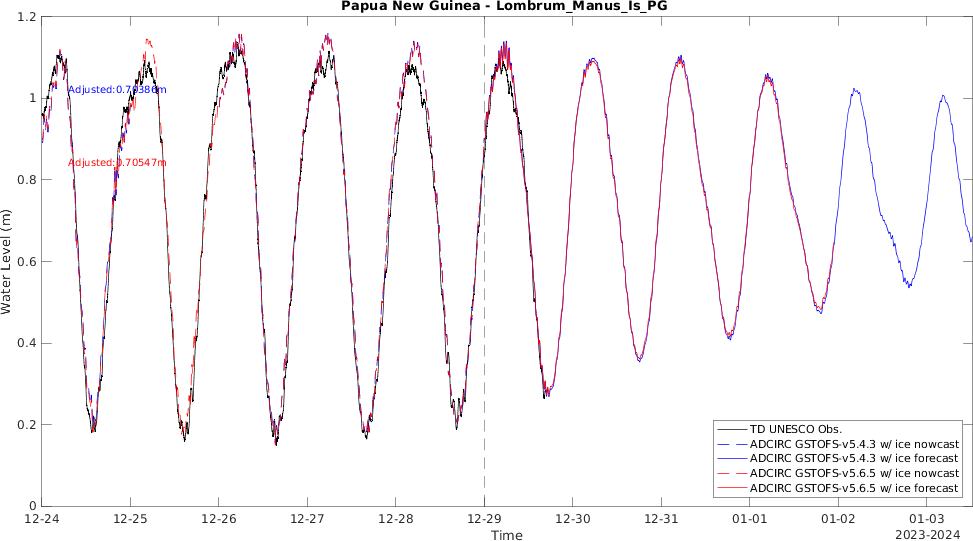 Papua New Guinea - Lombrum_Manus_Is_PG
1.2
1
0.8
0.6
0.4
0.2
0
Water Level (m)
Adjusted:0.70386m
Adjusted:0.70547m
TD UNESCO Obs.
ADCIRC GSTOFS-v5.4.3 w/ ice nowcast
ADCIRC GSTOFS-v5.4.3 w/ ice forecast
ADCIRC GSTOFS-v5.6.5 w/ ice nowcast
ADCIRC GSTOFS-v5.6.5 w/ ice forecast
12-24 12-25 12-26 12-27 12-28 12-29 12-30 12-31 01-01 01-02 01-03
Time
2023-2024